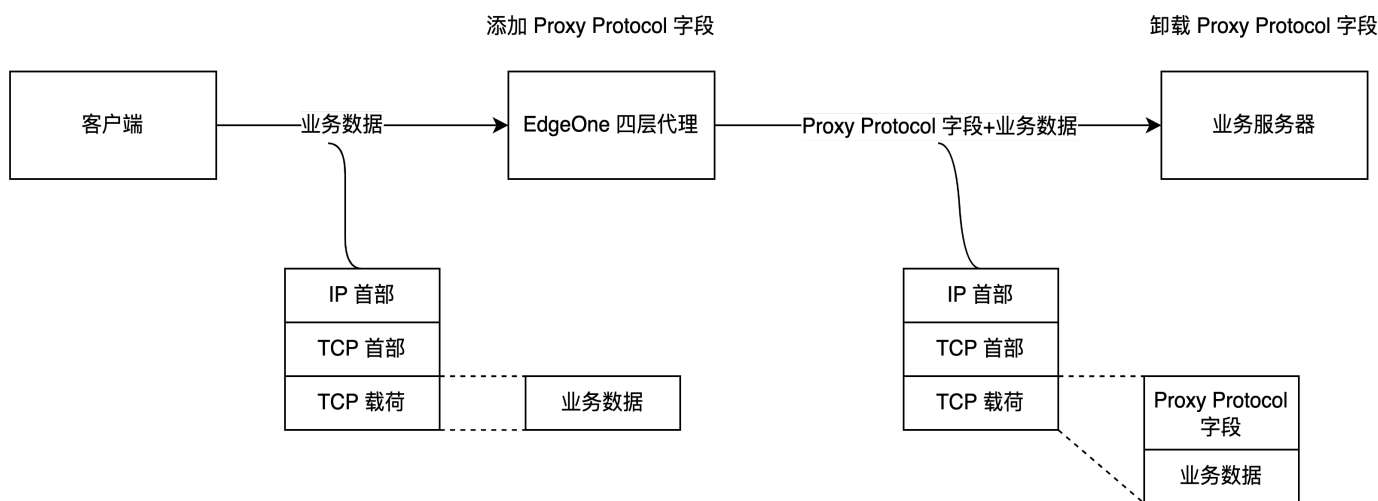 添加 Proxy Protocol 字段
卸载 Proxy Protocol 字段
客户端
业务数据
EdgeOne 四层代理
Proxy Protocol 字段+业务数据
业务服务器
IP 首部
TCP 首部
TCP 载荷
业务数据
IP 首部
TCP 首部
TCP 载荷
Proxy Protocol
字段
业务数据